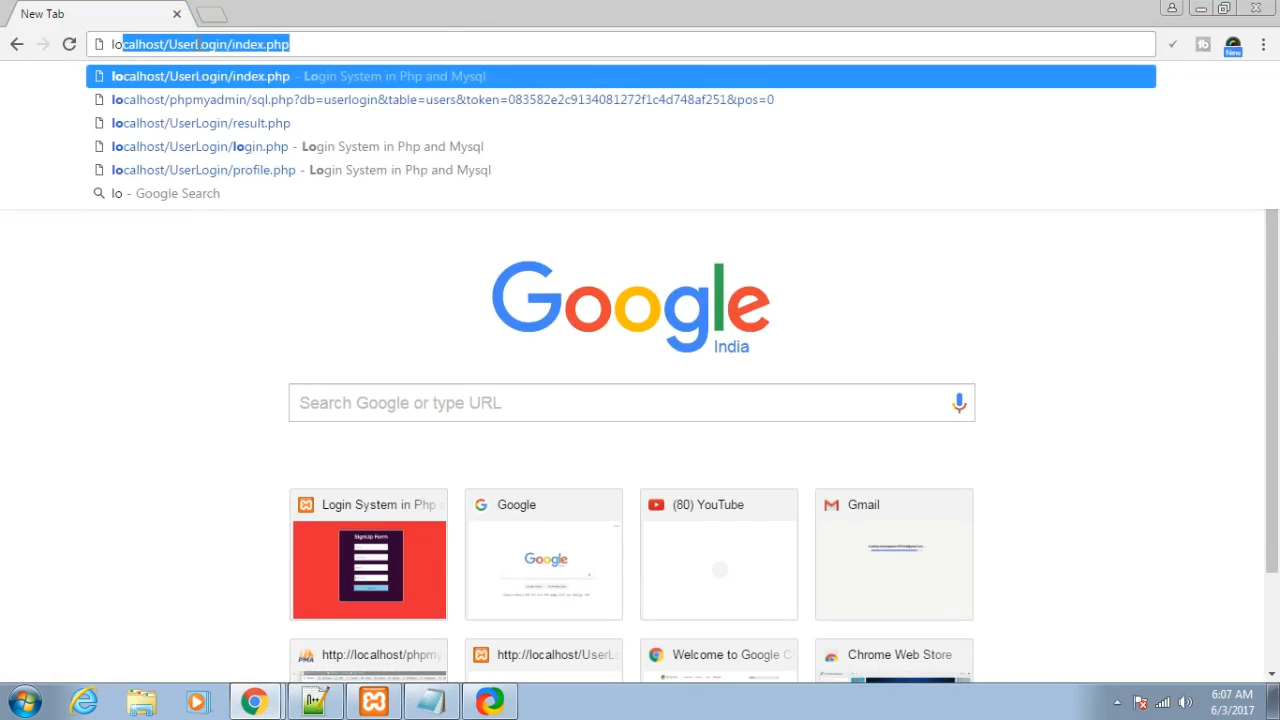 New Tab
localhost/UserLogin/index.php
New
localhost/UserLogin/index.php - Login System in Php and Mysql
localhost/phpmyadmin/sql.php?db=userlogin&table=users&token=083582e2c9134081272f1c4d748af251&pos=0
localhost/UserLogin/result.php
localhost/UserLogin/login.php - Login System in Php and Mysql
localhost/UserLogin/profile.php - Login System in Php and Mysql
lo - Google Search
Google
India
Search Google or type URL
Login System in Php
Google
(80) YouTube
Gmail
SignUp Form
Google
http://localhost/phpmy
http://localhost/UserL
Welcome to Google C
Chrome Web Store
PMA
6:07 AM
6/3/2017